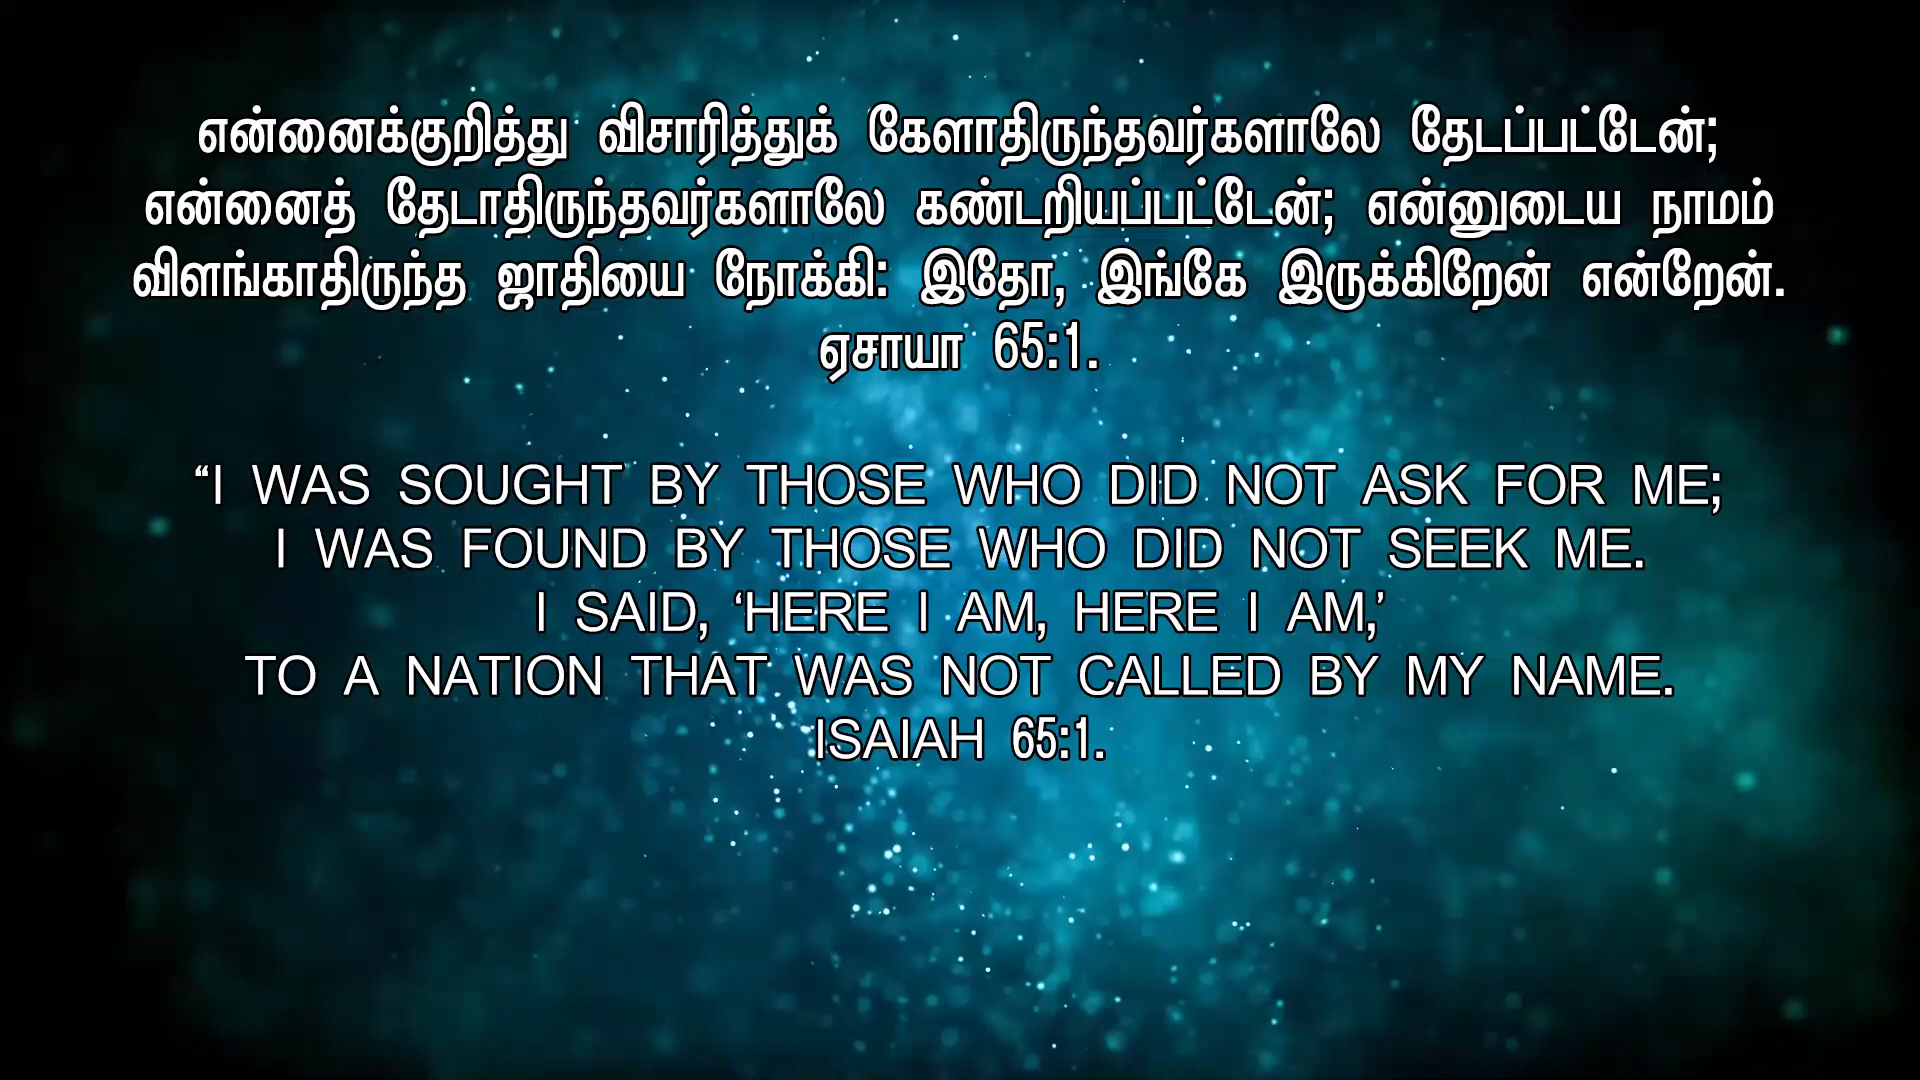 என்னைக்குறித்து விசாரித்துக் கேளாதிருந்தவர்களாலே தேடப்பட்டேன்;
என்னைத் தேடாதிருந்தவர்களாலே கண்டறியப்பட்டேன்; என்னுடைய நாமம்
விளங்காதிருந்த ஜாதியை நோக்கி: இதோ, இங்கே இருக்கிறேன் என்றேன்.
ஏசாயா 65:1.
“I WAS SOUGHT BY THOSE WHO DID NOT ASK FOR ME;
I WAS FOUND BY THOSE WHO DID NOT SEEK ME.
I SAID, ‘HERE I AM, HERE I AM,’
TO A NATION THAT WAS NOT CALLED BY MY NAME.
ISAIAH 65:1.